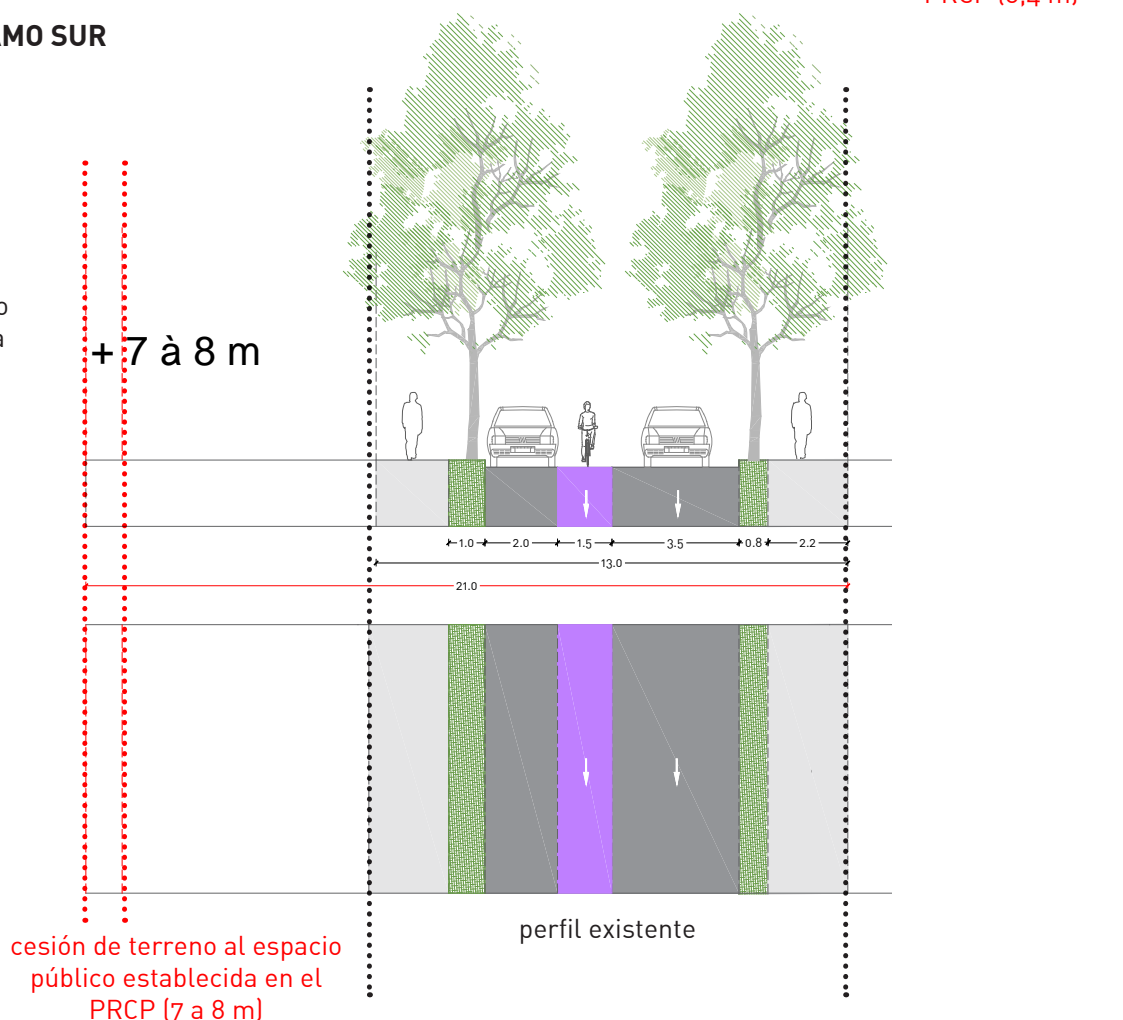 AMO SUR
+ 7 à 8 m
1.0 2.0 1.5 3.5 0.8 2.2
13.0
21.0
perfil existente
cesión de terreno al espacio
público establecida en el
PRCP (7 a 8 m)